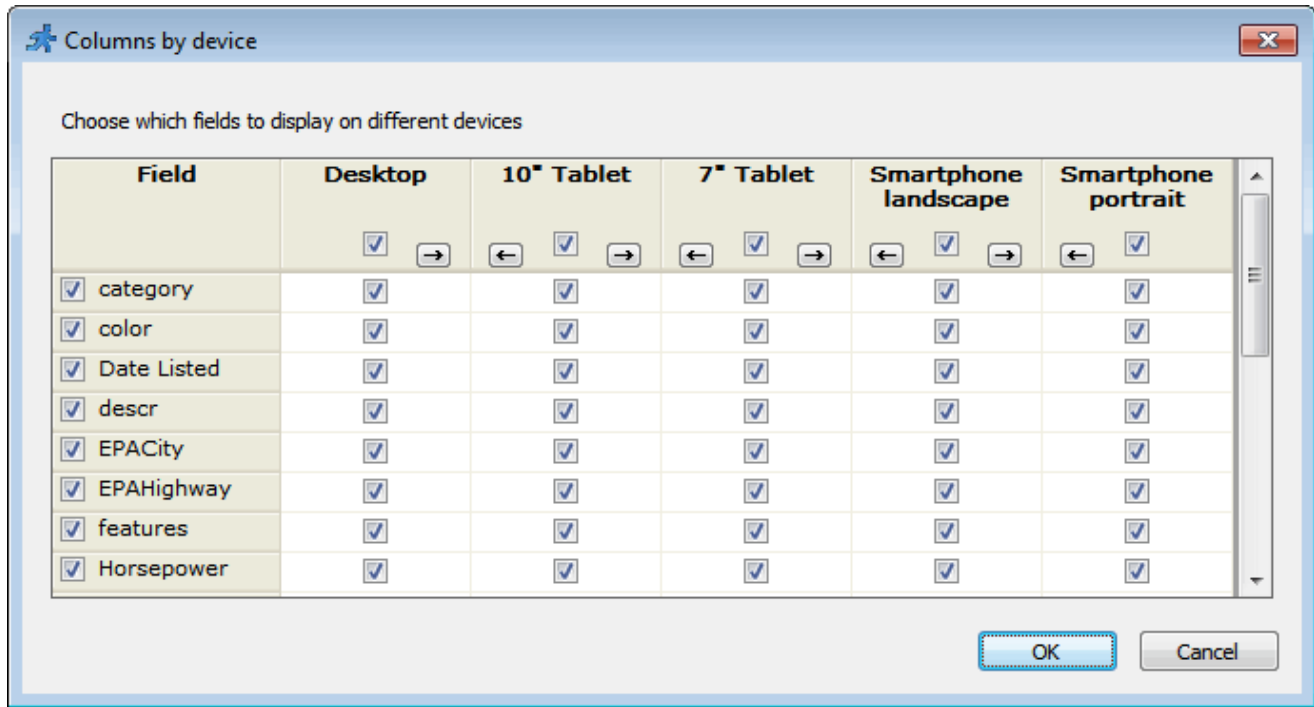 Columns by device
Choose which fields to display on different devices
Field Desktop 10" Tablet 7" Tablet Smartphone landscape Smartphone portrait
category
color
Date Listed
descr
EPACity
EPAHighway
features
Horsepower
OK Cancel